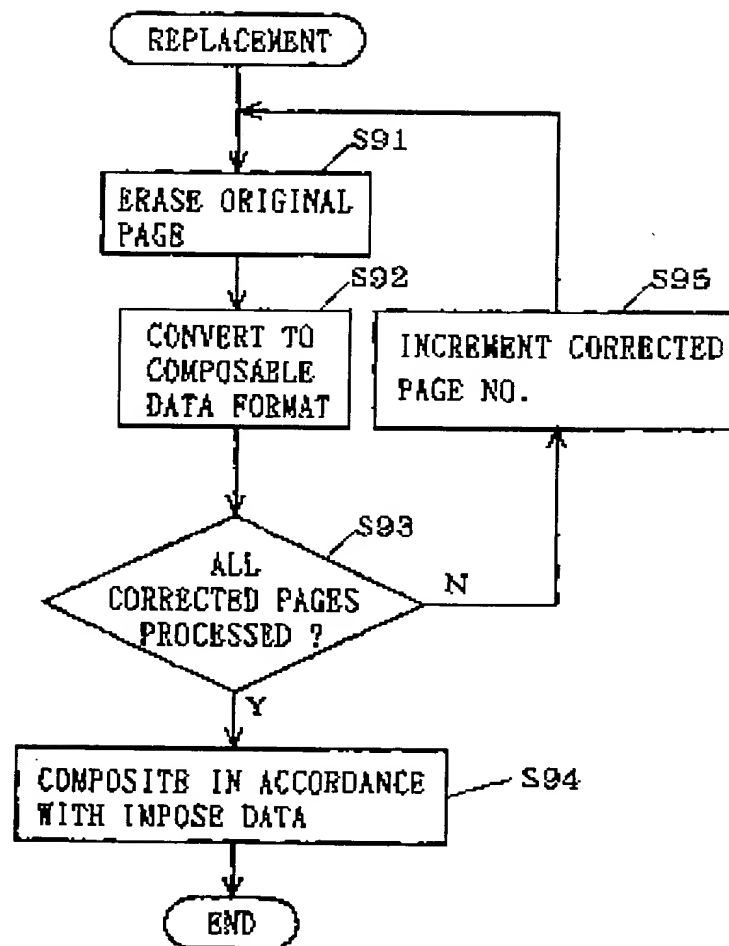 REPLACEMENT
S91
ERASE ORIGINAL
PAGE
S92
CONVERT TO
COMPOSABLE
DATA FORMAT
S95
INCREMENT CORRECTED
PAGE NO.
S93
ALL
CORRECTED PAGES
PROCESSED ?
N
Y
COMPOSITE IN ACCORDANCE
WITH IMPOSE DATA
S94
END